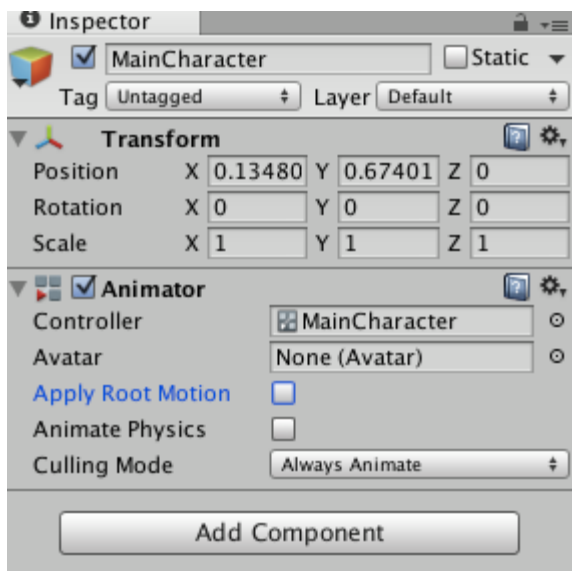 Inspector
MainCharacter Static
Tag Untagged Layer Default
Transform
Position X 0.13480 Y 0.67401 Z 0
Rotation X 0 Y 0 Z 0
Scale X 1 Y 1 Z 1
Animator
Controller MainCharacter
Avatar None (Avatar)
Apply Root Motion
Animate Physics
Culling Mode Always Animate
Add Component